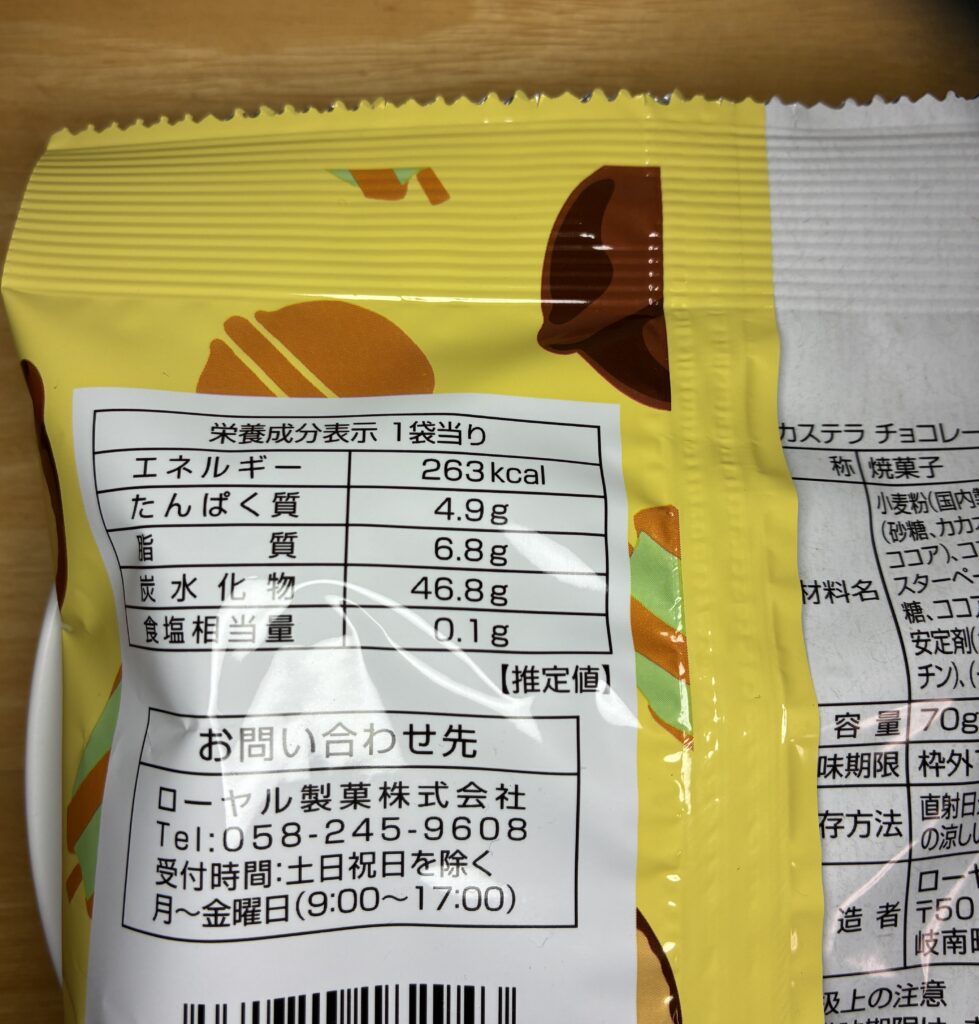 栄養成分表示 1袋当り
エネルギー 263kcal
たんぱく質 4.9g
脂質 6.8g
炭水化物 46.8g
食塩相当量 0.1g
【推定値】
お問い合わせ先
ローヤル製菓株式会社
Tel:058-245-9608
受付時間:土日祝日を除く
月〜金曜日(9:00〜17:00)
カステラ チョコレー
称 焼菓子
材料名
小麦粉(国内
(砂糖、カカ
ココア)、コ
スターペー
糖、ココ
安定剤(
チン)、(
容量 70g
味期限 枠外
存方法
直射日
の涼し
造者
ロー
〒50
岐南
扱上の注意